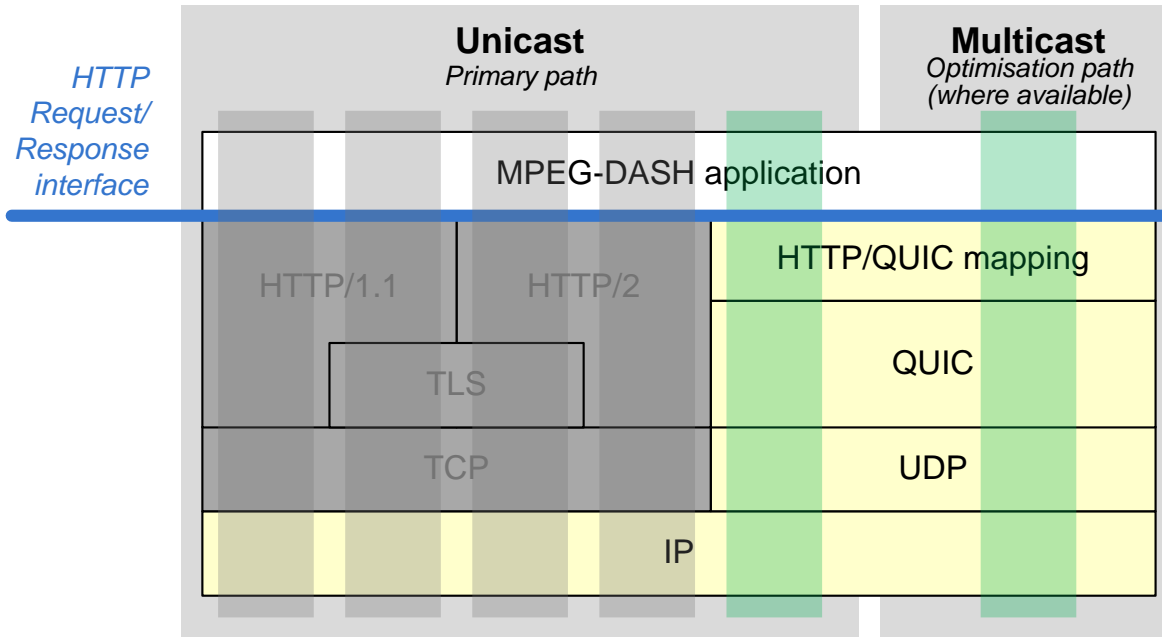 Unicast
Primary path
Multicast
Optimisation path
(where available)
HTTP
Request/
Response
interface
MPEG-DASH application
HTTP/1.1
HTTP/2
HTTP/QUIC mapping
TLS
QUIC
TCP
UDP
IP